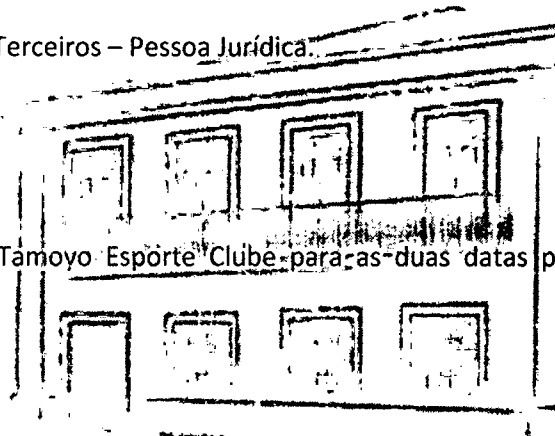 Terceiros – Pessoa Jurídica.
Tamoyo Esporte Clube para as duas datas p